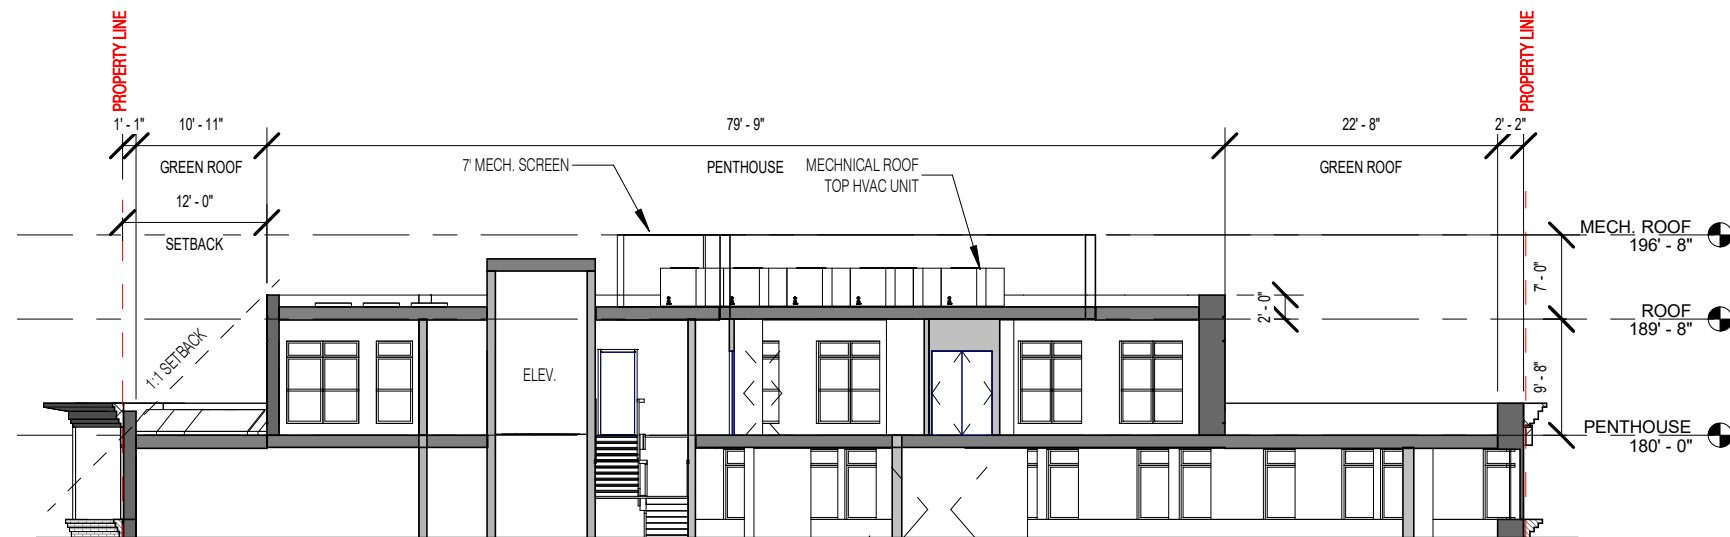 PROPERTY LINE
PROPERTY LINE
1' - 1"
10' - 11"
79' - 9"
22' - 8"
2' - 2"
GREEN ROOF
7' MECH. SCREEN
PENTHOUSE
MECHNICAL ROOF
TOP HVAC UNIT
GREEN ROOF
12' - 0"
SETBACK
MECH. ROOF
196' - 8"
7' - 0"
2' - 0"
ROOF
189' - 8"
1:1 SETBACK
ELEV.
9' - 8"
PENTHOUSE
180' - 0"